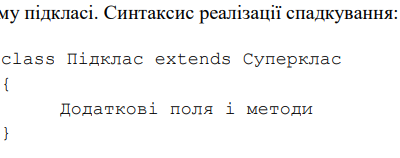 му підкласі. Синтаксис реалізації спадкування:
class Підклас extends Суперклас
{
Додаткові поля і методи
}